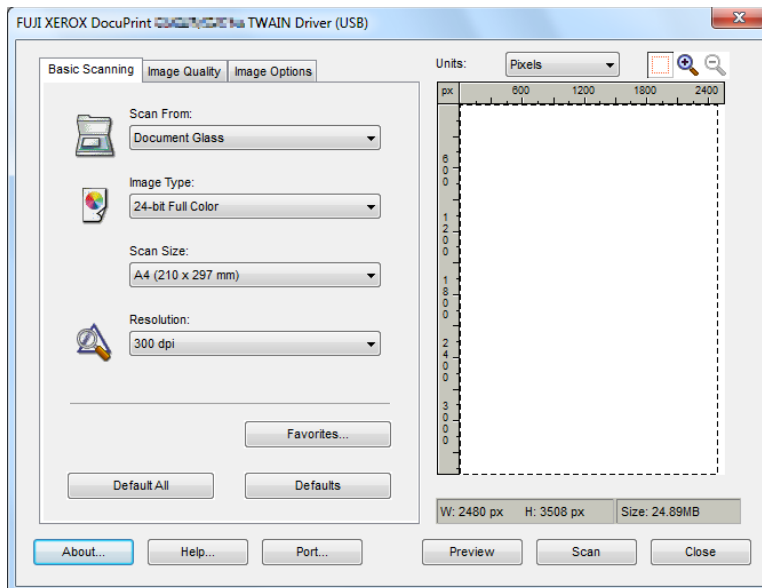 FUJI XEROX DocuPrint TWAIN Driver (USB)
Basic Scanning
Image Quality
Image Options
Scan From:
Document Glass
Image Type:
24-bit Full Color
Scan Size:
A4 (210 x 297 mm)
Resolution:
300 dpi
Favorites...
Default All
Defaults
About...
Help...
Port...
Units:
Pixels
px
600
1200
1800
2400
600
1200
1800
2400
3000
W: 2480 px
H: 3508 px
Size: 24.89MB
Preview
Scan
Close